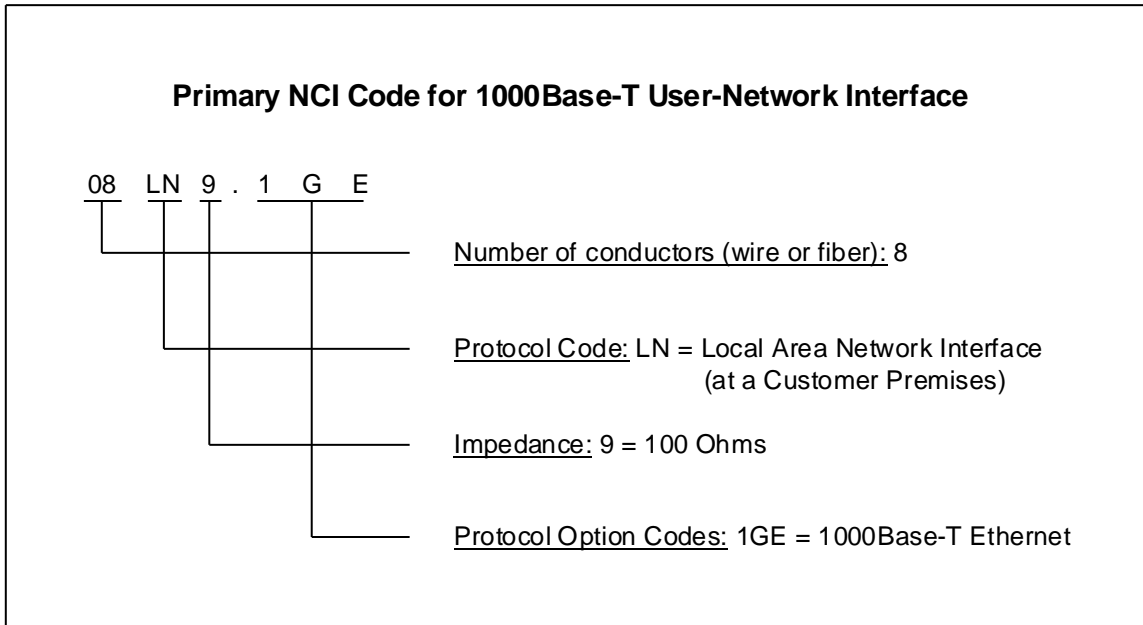 Primary NCI Code for 1000Base-T User-Network Interface
08 LN 9 . 1 G E
Number of conductors (wire or fiber): 8
Protocol Code: LN = Local Area Network Interface
(at a Customer Premises)
Impedance: 9 = 100 Ohms
Protocol Option Codes: 1GE = 1000Base-T Ethernet